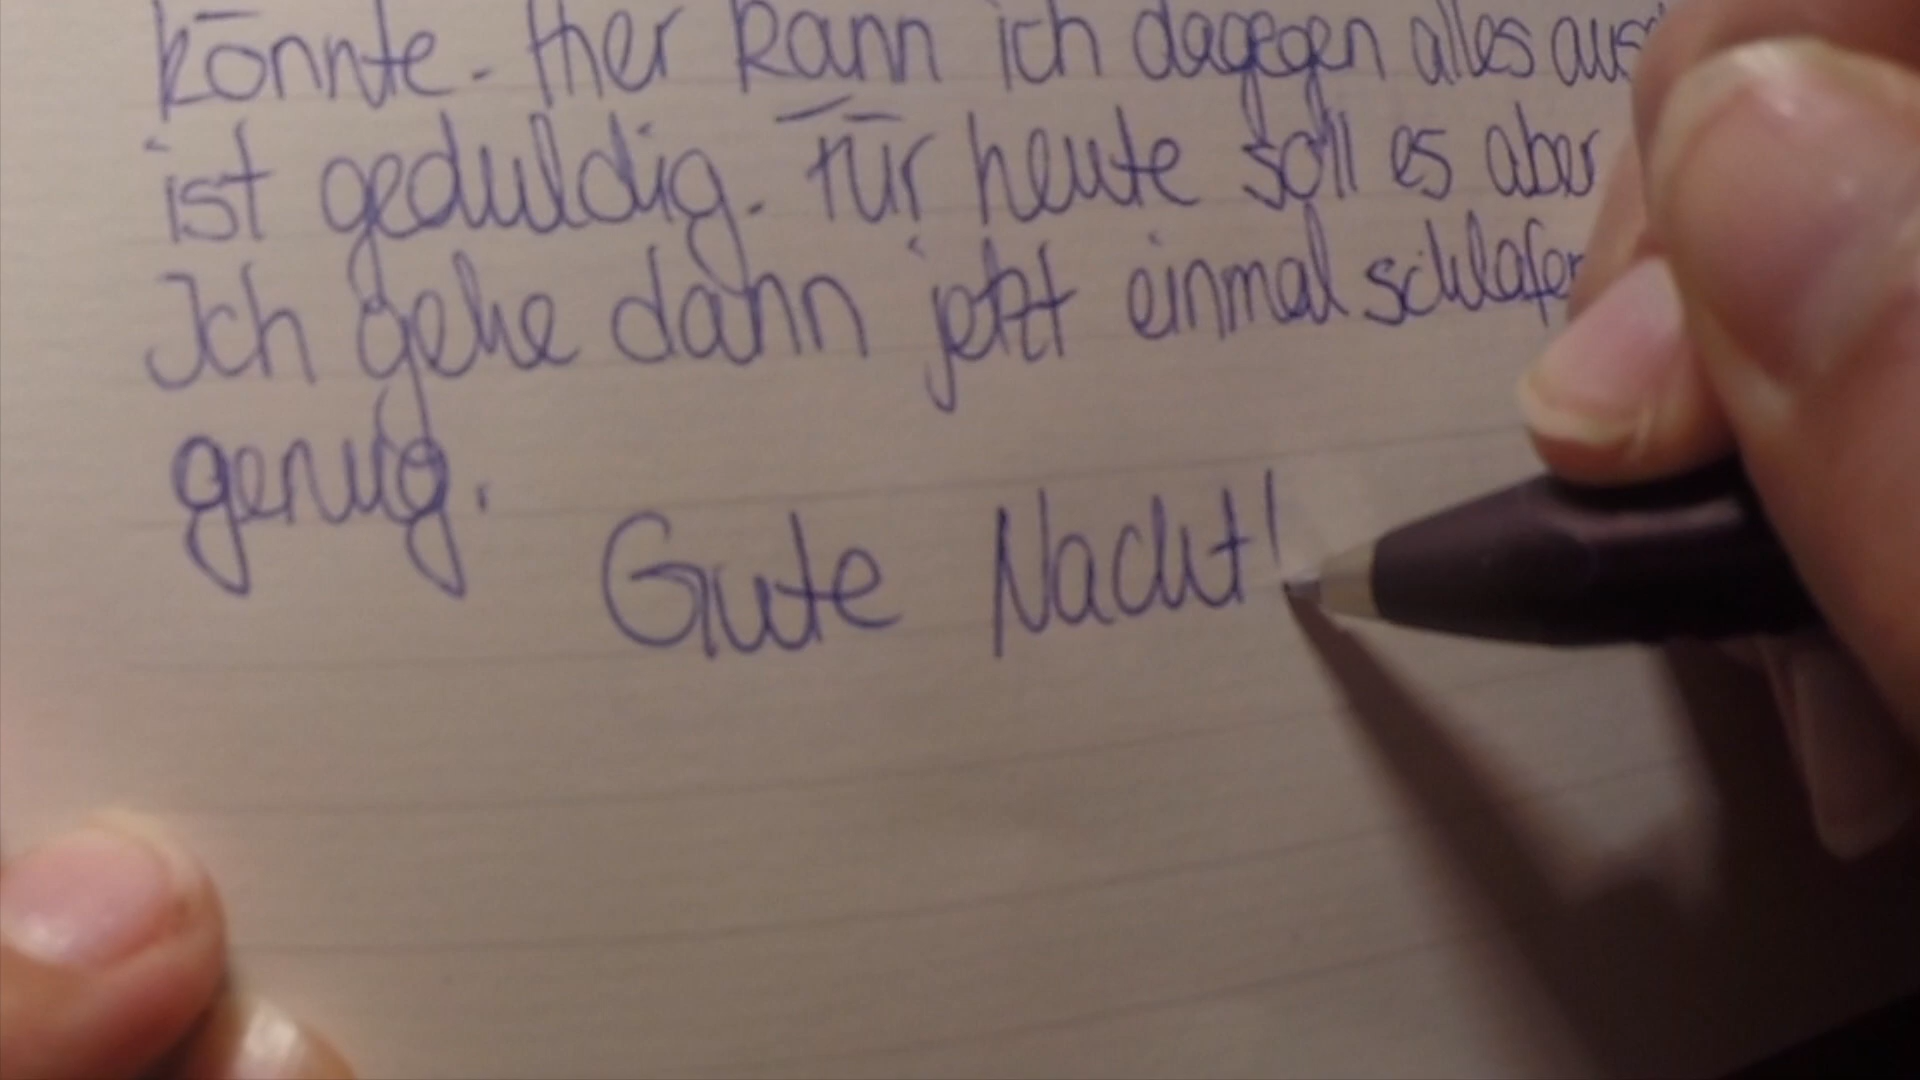 könnte. Hier kann ich dagegen alles
ist geduldig. Für heute soll es aber
Ich gehe dann jetzt einmal schlafen
genug.
Gute Nacht!